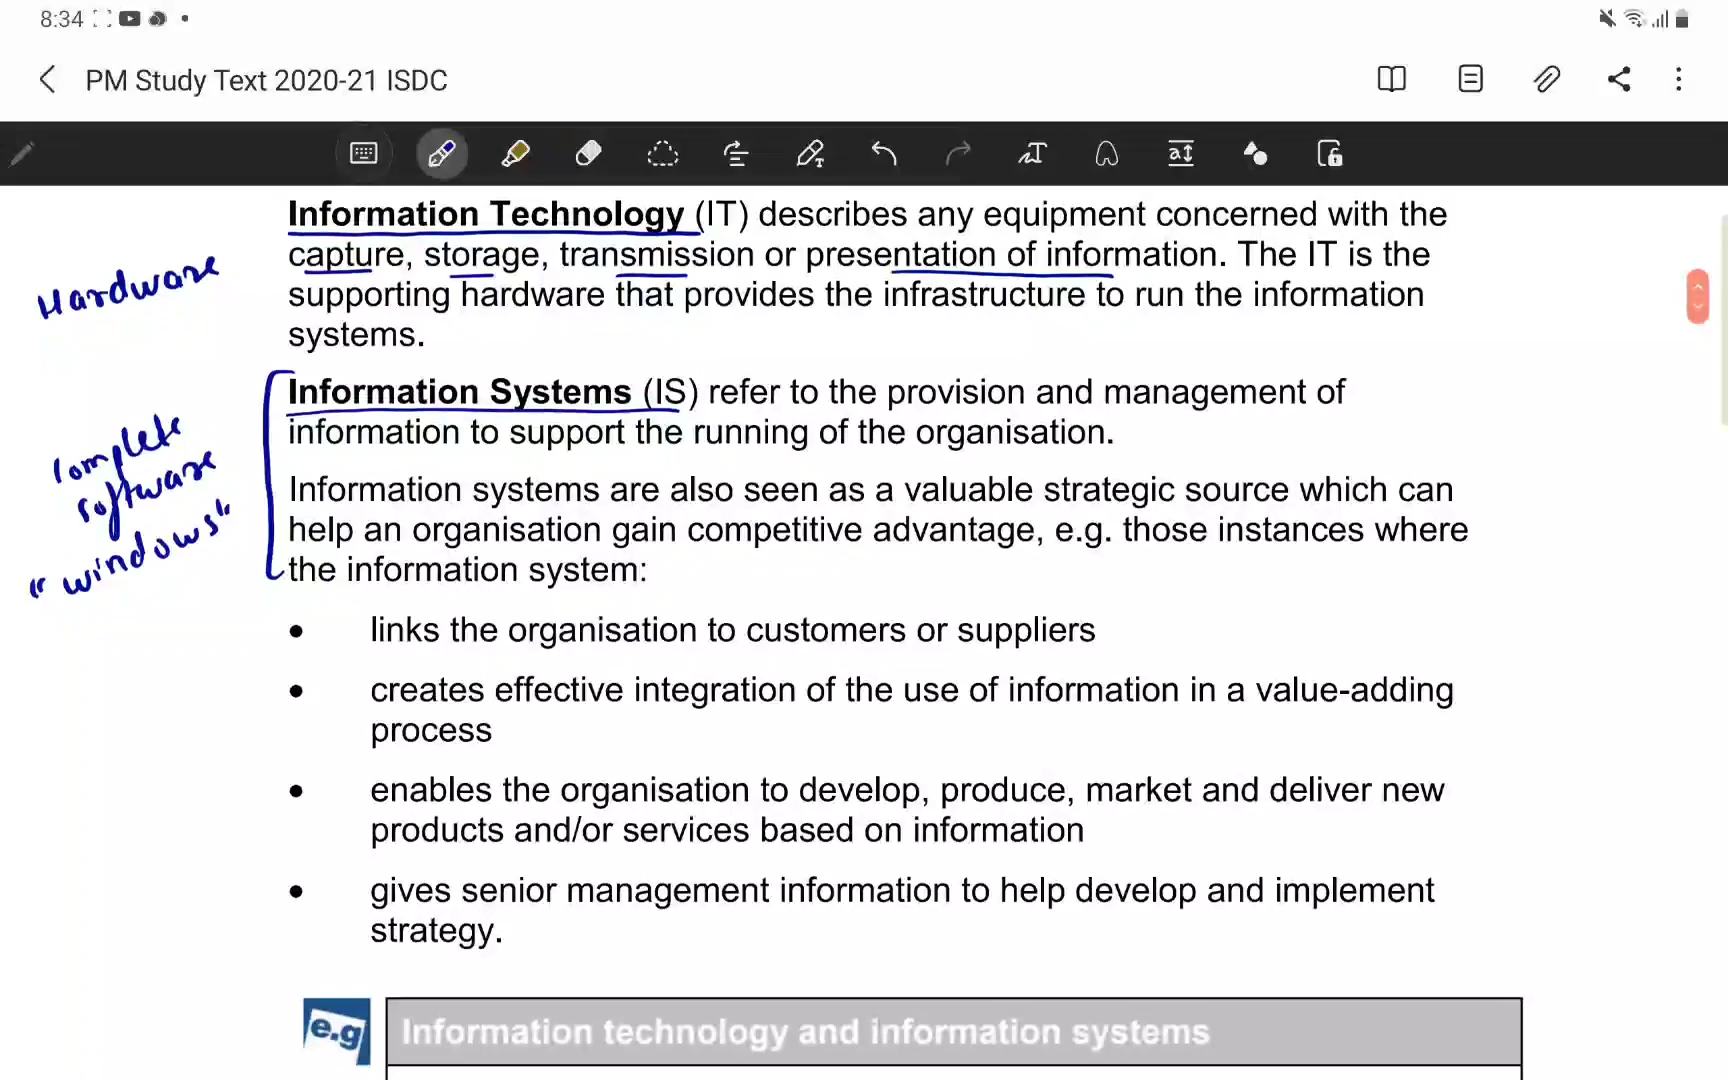 8:34
PM Study Text 2020-21 ISDC
Information Technology (IT) describes any equipment concerned with the
capture, storage, transmission or presentation of information. The IT is the
supporting hardware that provides the infrastructure to run the information
systems.
Hardware
Information Systems (IS) refer to the provision and management of
information to support the running of the organisation.
Information systems are also seen as a valuable strategic source which can
help an organisation gain competitive advantage, e.g. those instances where
the information system:
complete
software
"windows"
• links the organisation to customers or suppliers
• creates effective integration of the use of information in a value-adding
process
• enables the organisation to develop, produce, market and deliver new
products and/or services based on information
• gives senior management information to help develop and implement
strategy.
e.g
Information technology and information systems